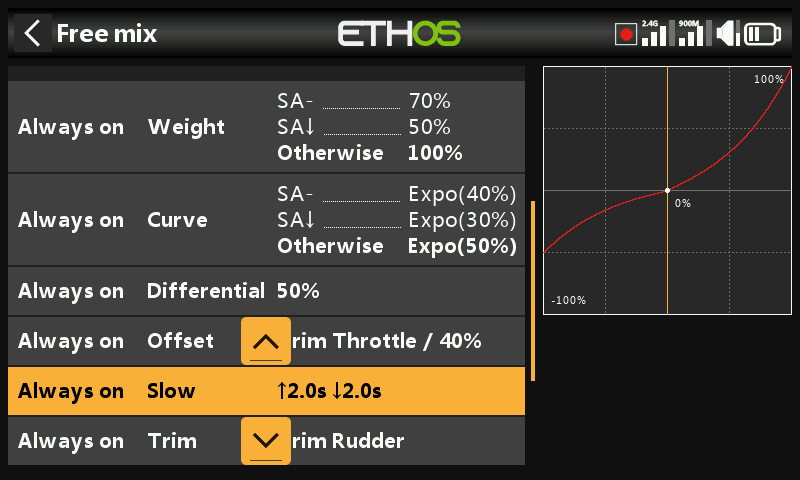 Free mix
ETHOS
2.4G 900M
Always on Weight
SA- 70%
SA↓ 50%
Otherwise 100%
Always on Curve
SA- Expo(40%)
SA↓ Expo(30%)
Otherwise Expo(50%)
Always on Differential 50%
Always on Offset rim Throttle / 40%
Always on Slow ↑2.0s ↓2.0s
Always on Trim rim Rudder
100%
0%
-100%